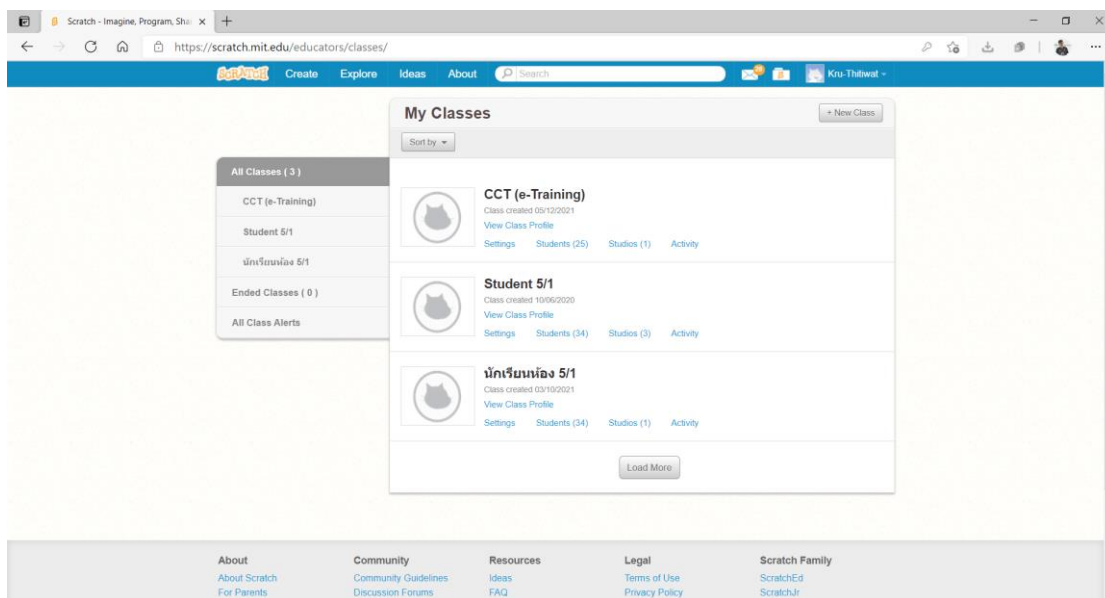 Scratch - Imagine, Program, Sha
https://scratch.mit.edu/educators/classes/
SCRATCH Create Explore Ideas About Search Kru-Thitiwat
My Classes
+ New Class
Sort by
All Classes ( 3 )
CCT (e-Training)
Student 5/1
นักเรียนห้อง 5/1
Ended Classes ( 0 )
All Class Alerts
CCT (e-Training)
Class created 05/12/2021
View Class Profile
Settings Students (25) Studios (1) Activity
Student 5/1
Class created 10/06/2020
View Class Profile
Settings Students (34) Studios (3) Activity
นักเรียนห้อง 5/1
Class created 03/10/2021
View Class Profile
Settings Students (34) Studios (1) Activity
Load More
About Community Resources Legal Scratch Family
About Scratch Community Guidelines Ideas Terms of Use ScratchEd
For Parents Discussion Forums FAQ Privacy Policy ScratchJr